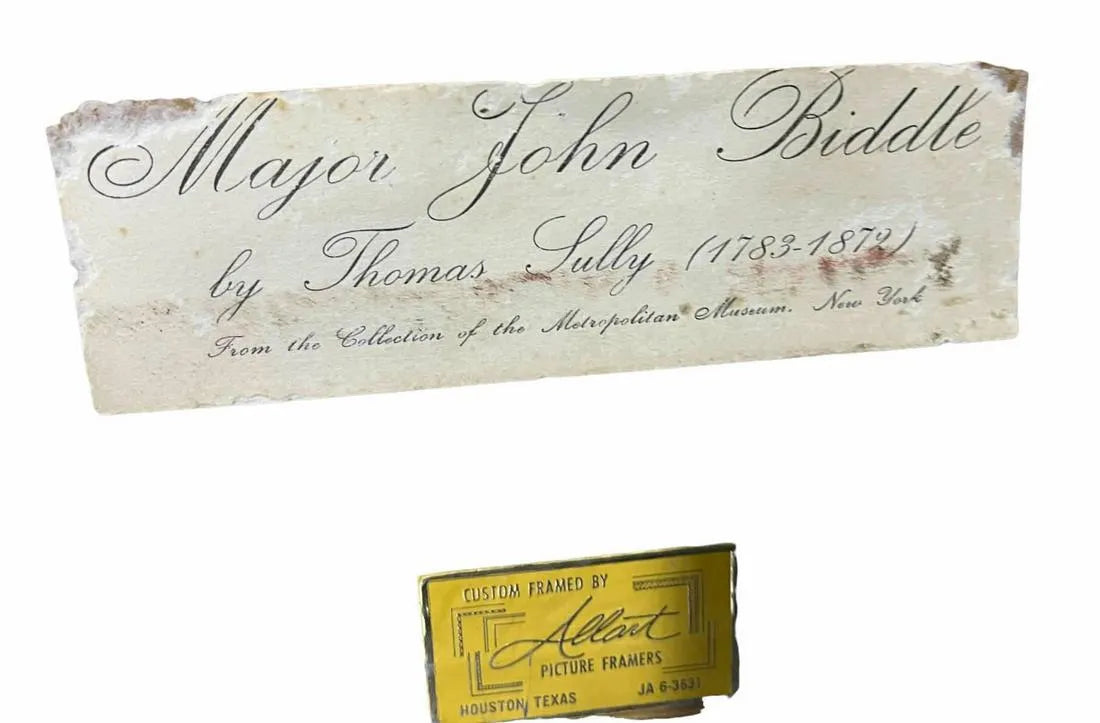 Major John Biddle
by Thomas Sully (1783-1872)
From the Collection of the Metropolitan Museum. New York
CUSTOM FRAMED BY
Allart
PICTURE FRAMERS
HOUSTON, TEXAS JA 6-3631